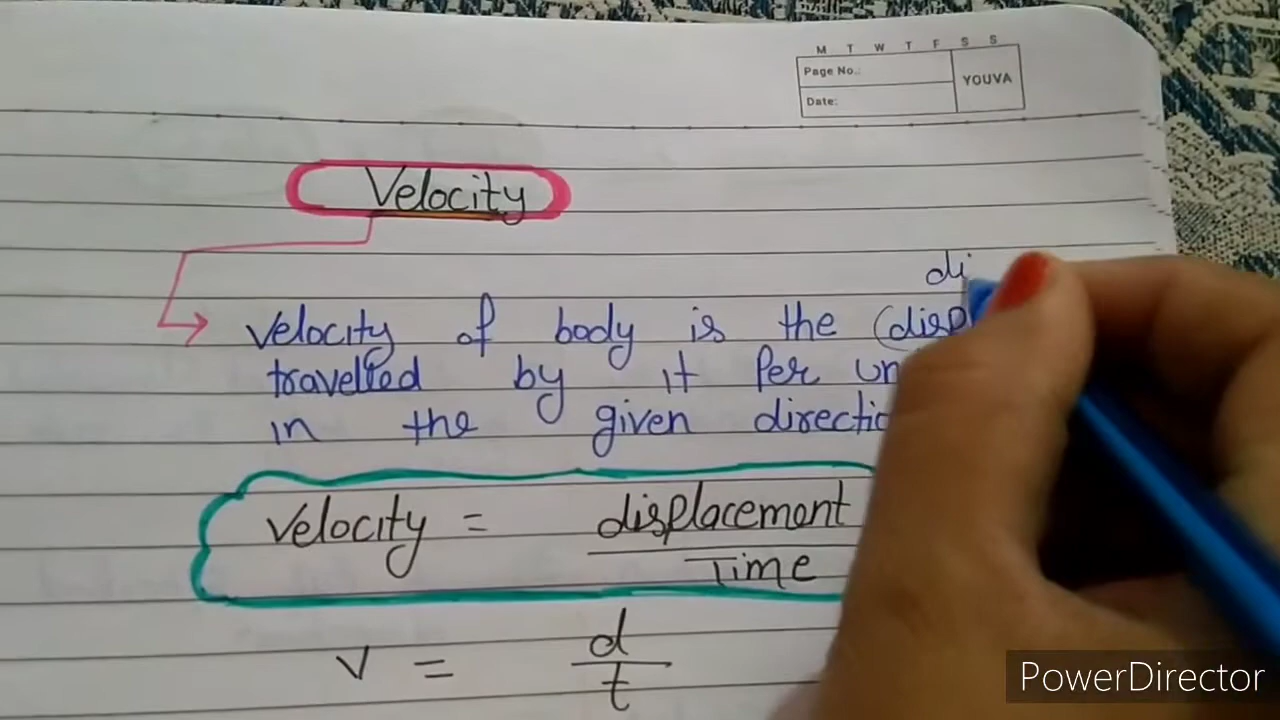 M T W T F S S
Page No.:
YOUVA
Date:
Velocity
di
Velocity of body is the (disp
travelled by it Per un
in the given directio
Velocity = displacement
Time
v = d
t
PowerDirector